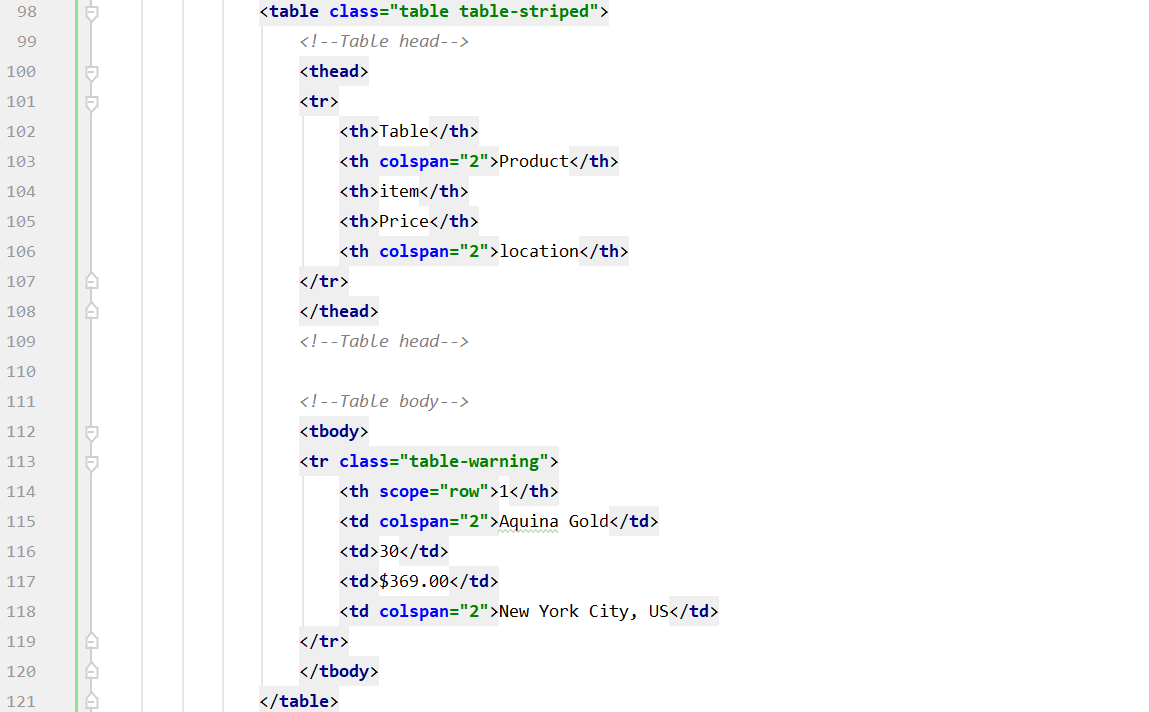 98 <table class="table table-striped">
99 <!--Table head-->
100 <thead>
101 <tr>
102 <th>Table</th>
103 <th colspan="2">Product</th>
104 <th>item</th>
105 <th>Price</th>
106 <th colspan="2">location</th>
107 </tr>
108 </thead>
109 <!--Table head-->
110
111 <!--Table body-->
112 <tbody>
113 <tr class="table-warning">
114 <th scope="row">1</th>
115 <td colspan="2">Aquina Gold</td>
116 <td>30</td>
117 <td>$369.00</td>
118 <td colspan="2">New York City, US</td>
119 </tr>
120 </tbody>
121 </table>